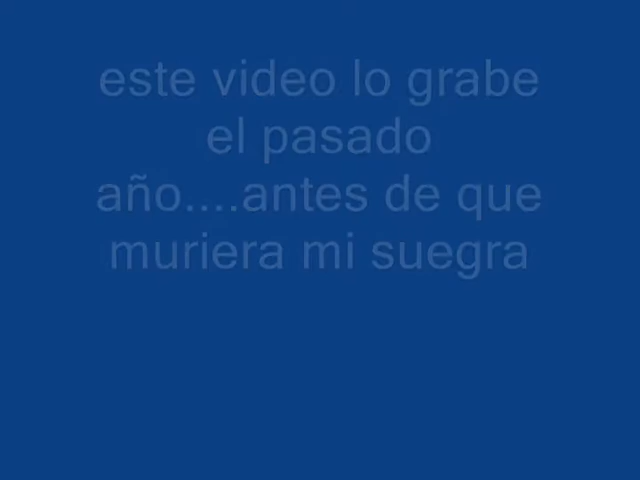 este video lo grabe
el pasado
año....antes de que
muriera mi suegra